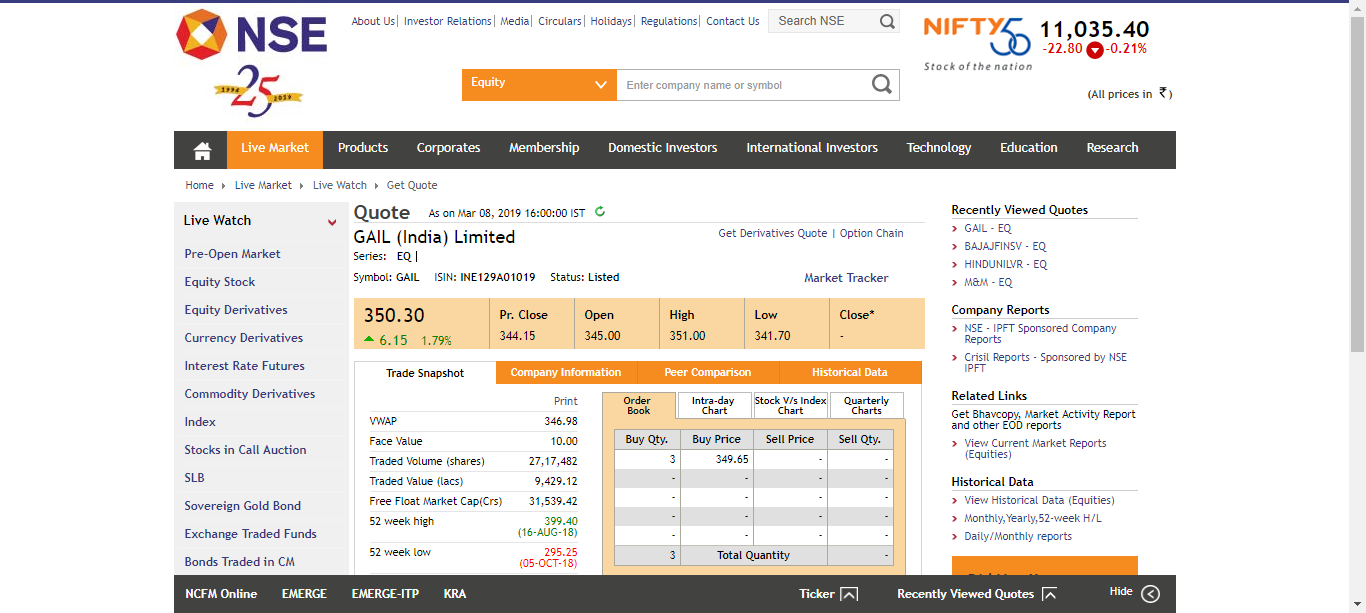 NSE
1994 25 2019
About Us| Investor Relations| Media| Circulars| Holidays| Regulations| Contact Us
Search NSE
NIFTY50
Stock of the nation
11,035.40
-22.80 -0.21%
(All prices in ₹)
Equity
Enter company name or symbol
Live Market Products Corporates Membership Domestic Investors International Investors Technology Education Research
Home Live Market Live Watch Get Quote
Live Watch
Pre-Open Market
Equity Stock
Equity Derivatives
Currency Derivatives
Interest Rate Futures
Commodity Derivatives
Index
Stocks in Call Auction
SLB
Sovereign Gold Bond
Exchange Traded Funds
Bonds Traded in CM
Quote As on Mar 08, 2019 16:00:00 IST
GAIL (India) Limited
Get Derivatives Quote | Option Chain
Series: EQ |
Symbol: GAIL ISIN: INE129A01019 Status: Listed
Market Tracker
350.30 Pr. Close Open High Low Close*
6.15 1.79% 344.15 345.00 351.00 341.70 -
Trade Snapshot Company Information Peer Comparison Historical Data
Print
VWAP 346.98
Face Value 10.00
Traded Volume (shares) 27,17,482
Traded Value (lacs) 9,429.12
Free Float Market Cap(Crs) 31,539.42
52 week high 399.40
(16-AUG-18)
52 week low 295.25
(05-OCT-18)
Order Book
Intra-day Chart
Stock V/s Index Chart
Quarterly Charts
Buy Qty. Buy Price Sell Price Sell Qty.
3 349.65 - -
- - - -
- - - -
- - - -
- - - -
3 Total Quantity -
Recently Viewed Quotes
GAIL - EQ
BAJAJFINSV - EQ
HINDUNILVR - EQ
M&M - EQ
Company Reports
NSE - IPFT Sponsored Company
Reports
Crisil Reports - Sponsored by NSE
IPFT
Related Links
Get Bhavcopy, Market Activity Report
and other EOD reports
View Current Market Reports
(Equities)
Historical Data
View Historical Data (Equities)
Monthly,Yearly,52-week H/L
Daily/Monthly reports
NCFM Online EMERGE EMERGE-ITP KRA Ticker Recently Viewed Quotes Hide